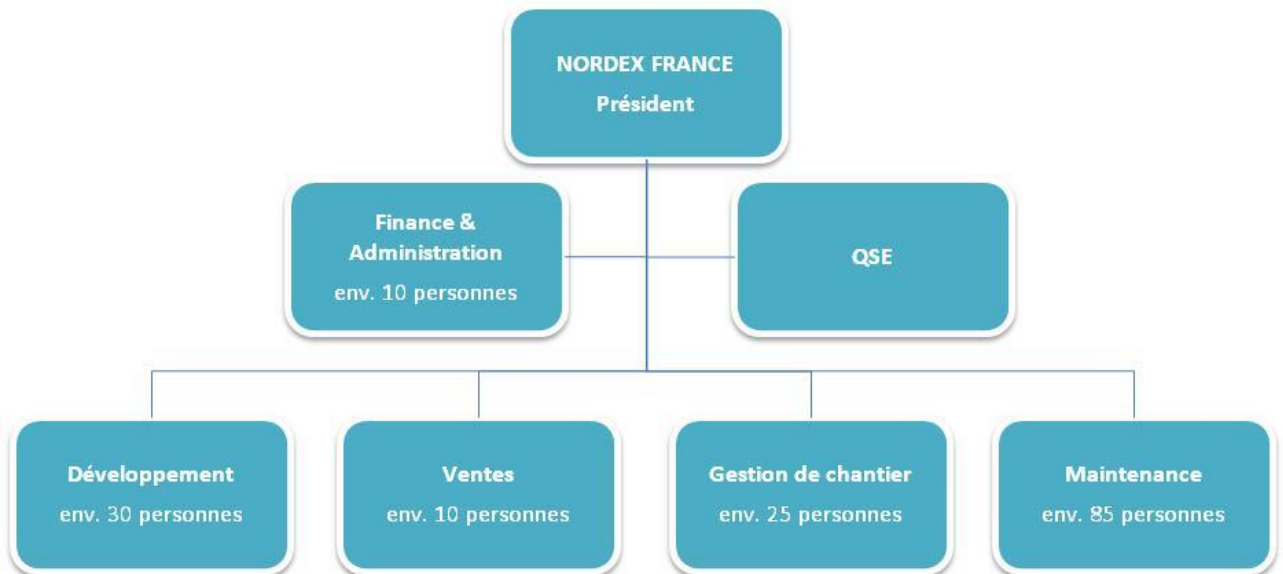 NORDEX FRANCE
Président
Finance &
Administration
env. 10 personnes
QSE
Développement
env. 30 personnes
Ventes
env. 10 personnes
Gestion de chantier
env. 25 personnes
Maintenance
env. 85 personnes